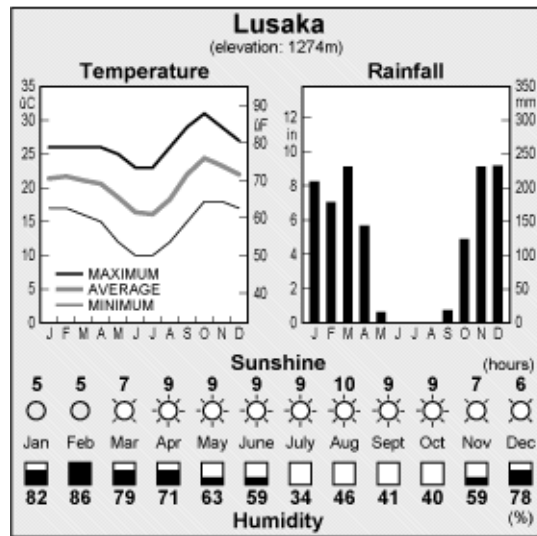 Lusaka
(elevation: 1274m)
Temperature Rainfall
35 350
ûC mm
30 90 12 300
ûF in
25 80 10 250
20 70 8 200
15 60 6 150
10 50 4 100
MAXIMUM
5 AVERAGE 40 2 50
MINIMUM
0 0 0
J F M A M J J A S O N D J F M A M J J A S O N D
Sunshine (hours)
5 5 7 9 9 9 9 10 9 9 7 6
Jan Feb Mar Apr May June July Aug Sept Oct Nov Dec
82 86 79 71 63 59 34 46 41 40 59 78
Humidity (%)